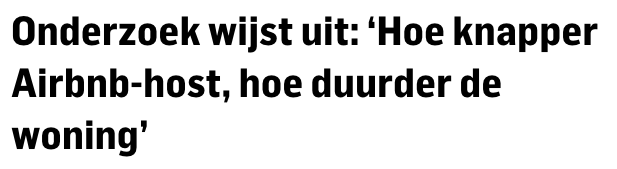 Onderzoek wijst uit: ‘Hoe knapper
Airbnb-host, hoe duurder de
woning’